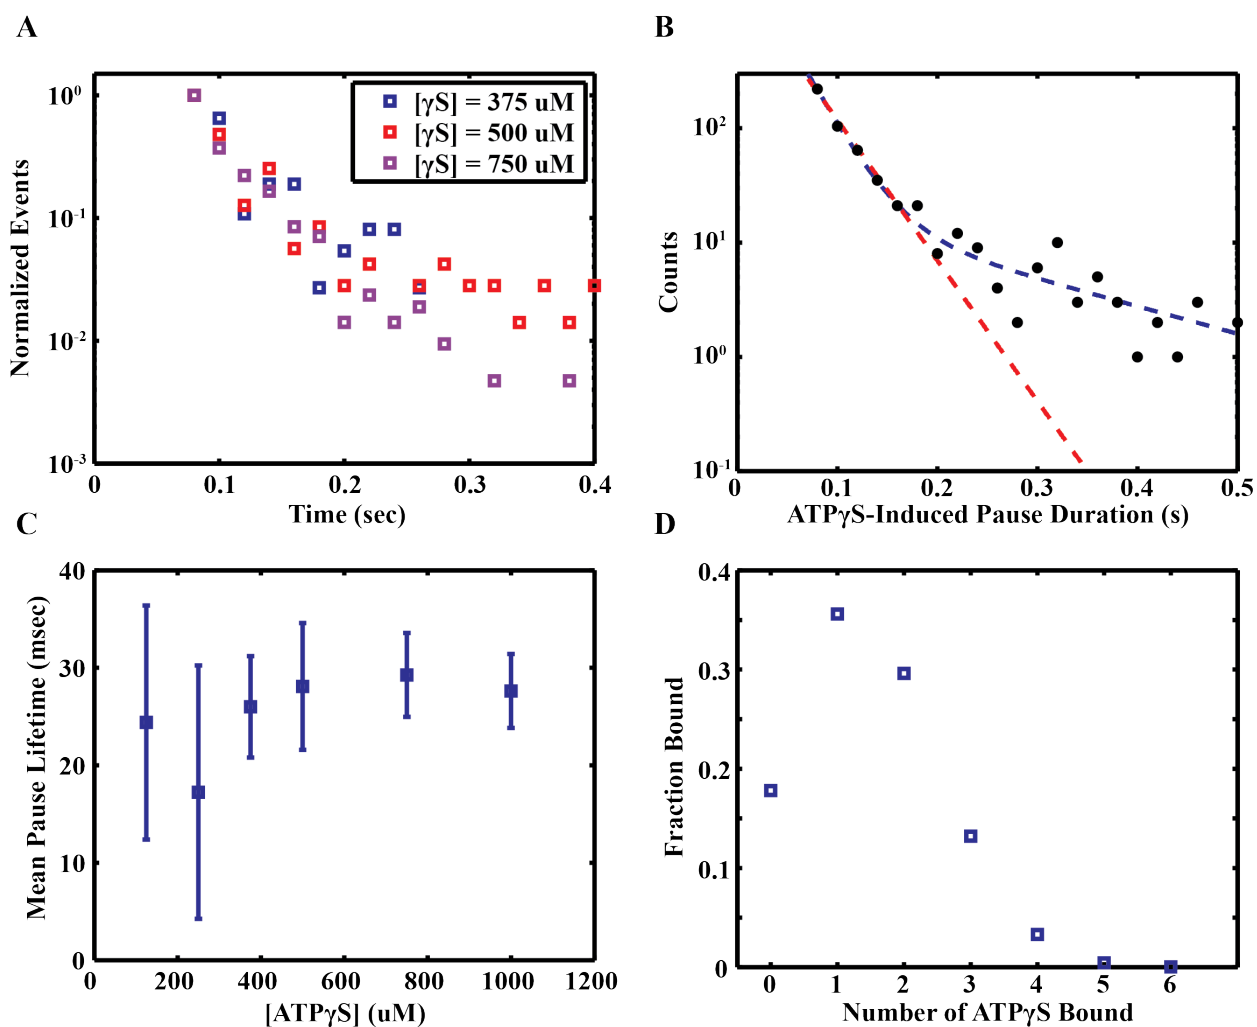 A
Normalized Events
10^0
10^-1
10^-2
10^-3
0
0.1
0.2
0.3
0.4
Time (sec)
[γS] = 375 uM
[γS] = 500 uM
[γS] = 750 uM
B
Counts
10^2
10^1
10^0
10^-1
0
0.1
0.2
0.3
0.4
0.5
ATPγS-Induced Pause Duration (s)
C
Mean Pause Lifetime (msec)
40
30
20
10
0
0
200
400
600
800
1000
1200
[ATPγS] (uM)
D
Fraction Bound
0.4
0.3
0.2
0.1
0
0
1
2
3
4
5
6
Number of ATPγS Bound